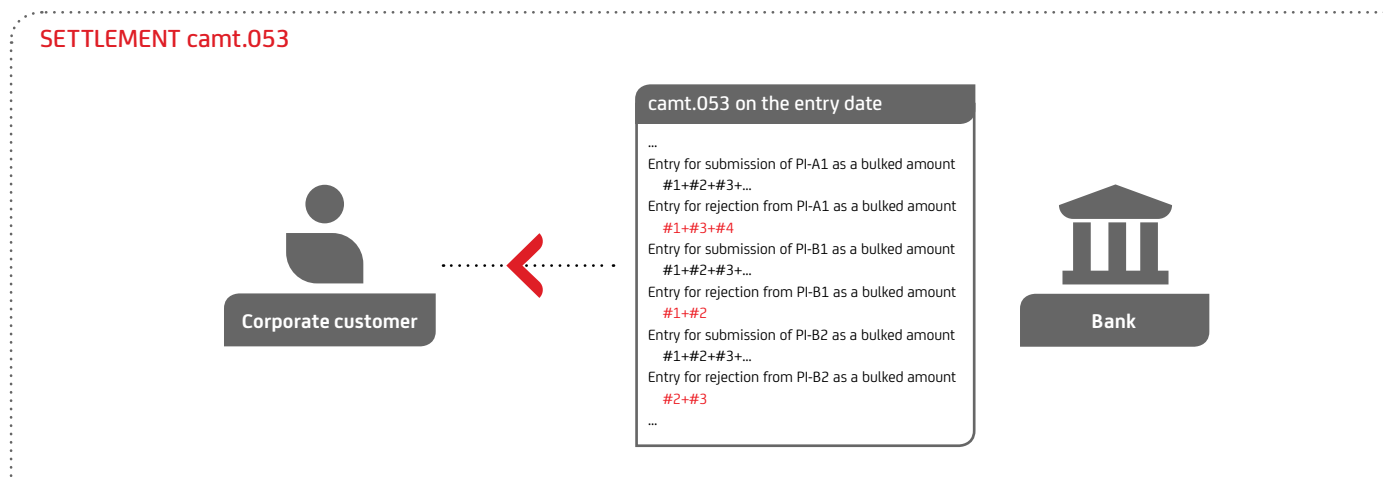 SETTLEMENT camt.053
camt.053 on the entry date
...
Entry for submission of PI-A1 as a bulked amount
#1+#2+#3+...
Entry for rejection from PI-A1 as a bulked amount
#1+#3+#4
Entry for submission of PI-B1 as a bulked amount
#1+#2+#3+...
Entry for rejection from PI-B1 as a bulked amount
#1+#2
Entry for submission of PI-B2 as a bulked amount
#1+#2+#3+...
Entry for rejection from PI-B2 as a bulked amount
#2+#3
...
Corporate customer
Bank